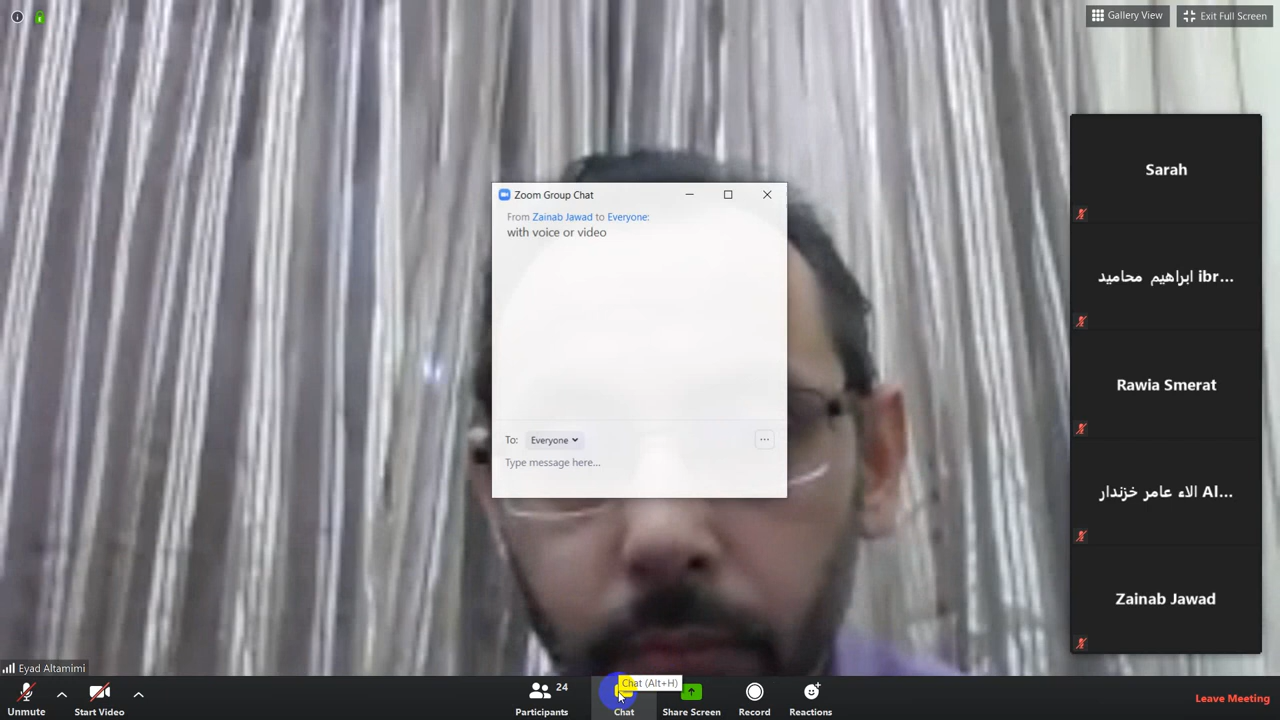 Gallery View
Exit Full Screen
Sarah
ابراهيم محاميد ibr...
Rawia Smerat
الاء عامر خزندار Al...
Zainab Jawad
Zoom Group Chat
From Zainab Jawad to Everyone:
with voice or video
To: Everyone
Type message here...
Eyad Altamimi
Chat (Alt+H)
Unmute
Start Video
Participants
24
Chat
Share Screen
Record
Reactions
Leave Meeting